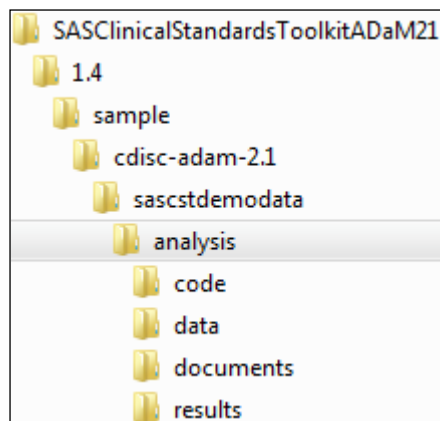 SASClinicalStandardsToolkitADaM21
1.4
sample
cdisc-adam-2.1
sascstdemodata
analysis
code
data
documents
results